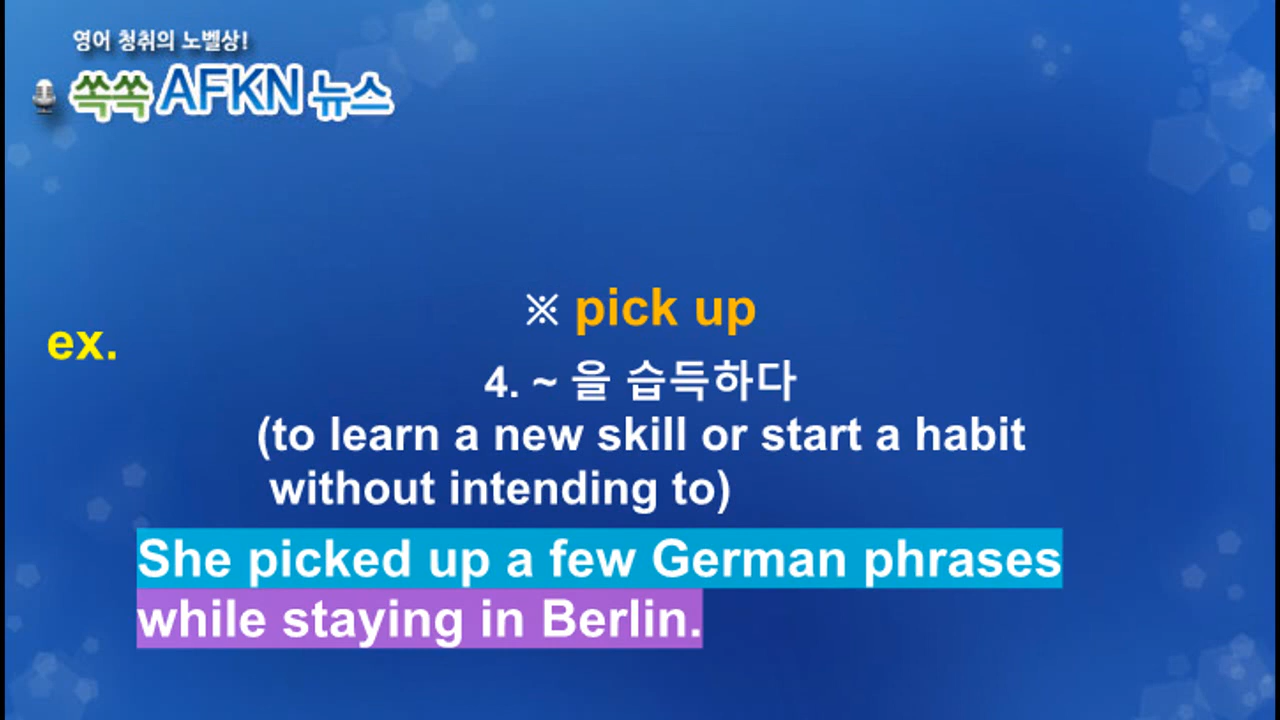 영어 청취의 노벨상!
쏙쏙 AFKN 뉴스
※ pick up
ex.
4. ~ 을 습득하다
(to learn a new skill or start a habit
without intending to)
She picked up a few German phrases
while staying in Berlin.